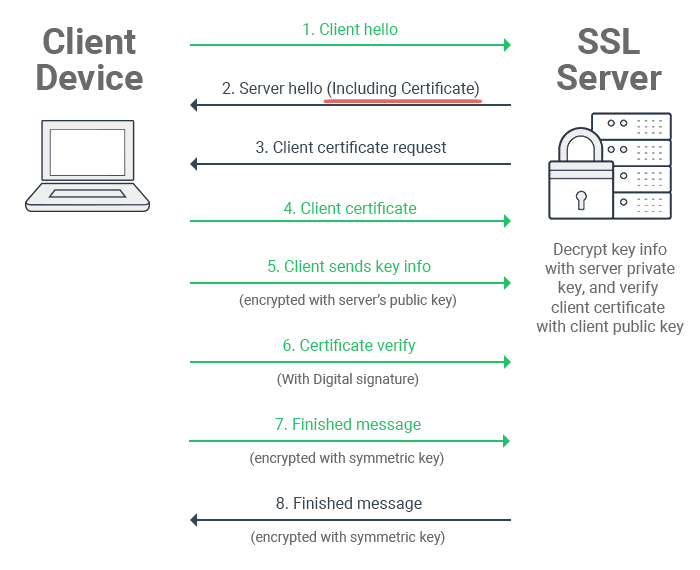 Client
Device
SSL
Server
1. Client hello
2. Server hello (Including Certificate)
3. Client certificate request
4. Client certificate
5. Client sends key info
(encrypted with server's public key)
6. Certificate verify
(With Digital signature)
7. Finished message
(encrypted with symmetric key)
8. Finished message
(encrypted with symmetric key)
Decrypt key info
with server private
key, and verify
client certificate
with client public key